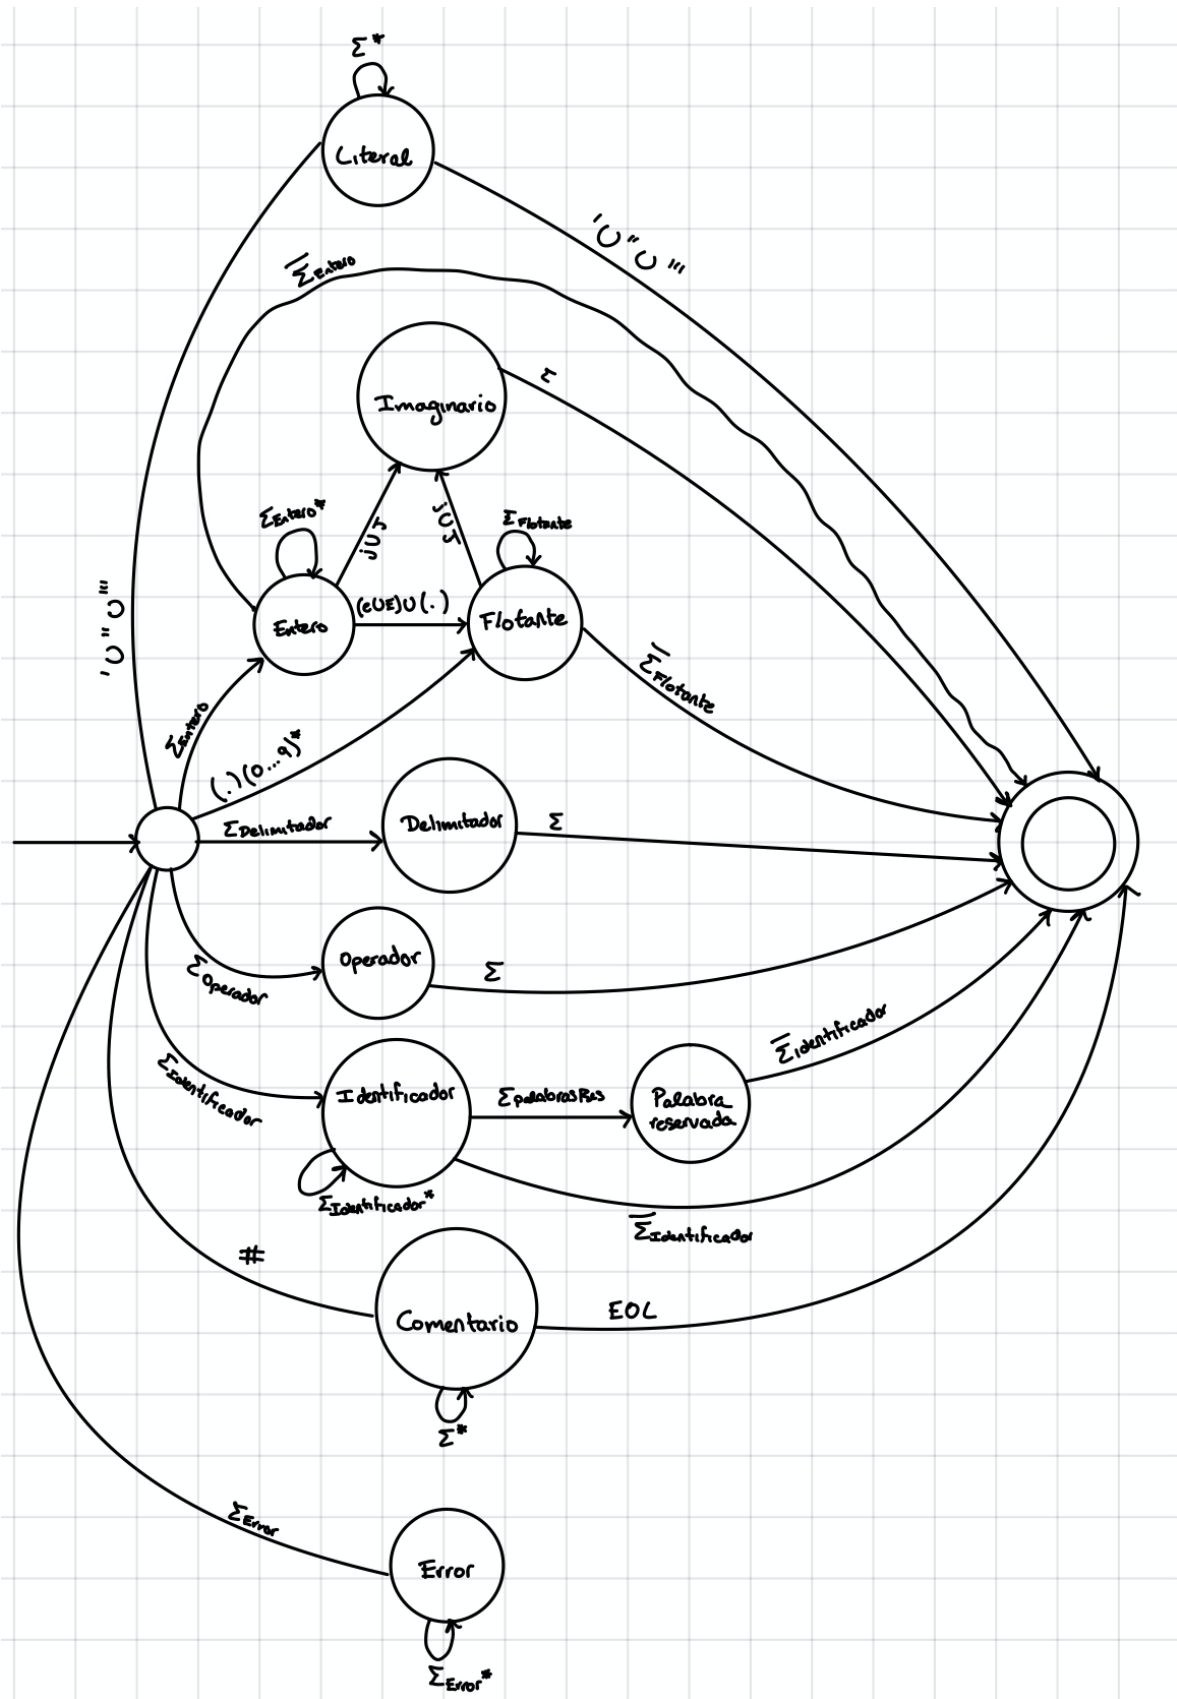 Σ*
Literal
' ∪ " ∪ '''
Σ̅Entero
Imaginario
Σ
ΣEntero*
j∪J
j∪J
ΣFlotante
Entero
(e∪E)∪(.)
Flotante
' ∪ " ∪ '''
Σ̅Flotante
ΣEntero
(.)(0...9)*
ΣDelimitador
Delimitador
Σ
ΣOperador
Operador
Σ
ΣIdentificador
Identificador
ΣpalabrasRes
Palabra
reservada
Σ̅identificador
ΣIdentificador*
Σ̅Identificador
#
Comentario
EOL
Σ*
ΣError
Error
ΣError*